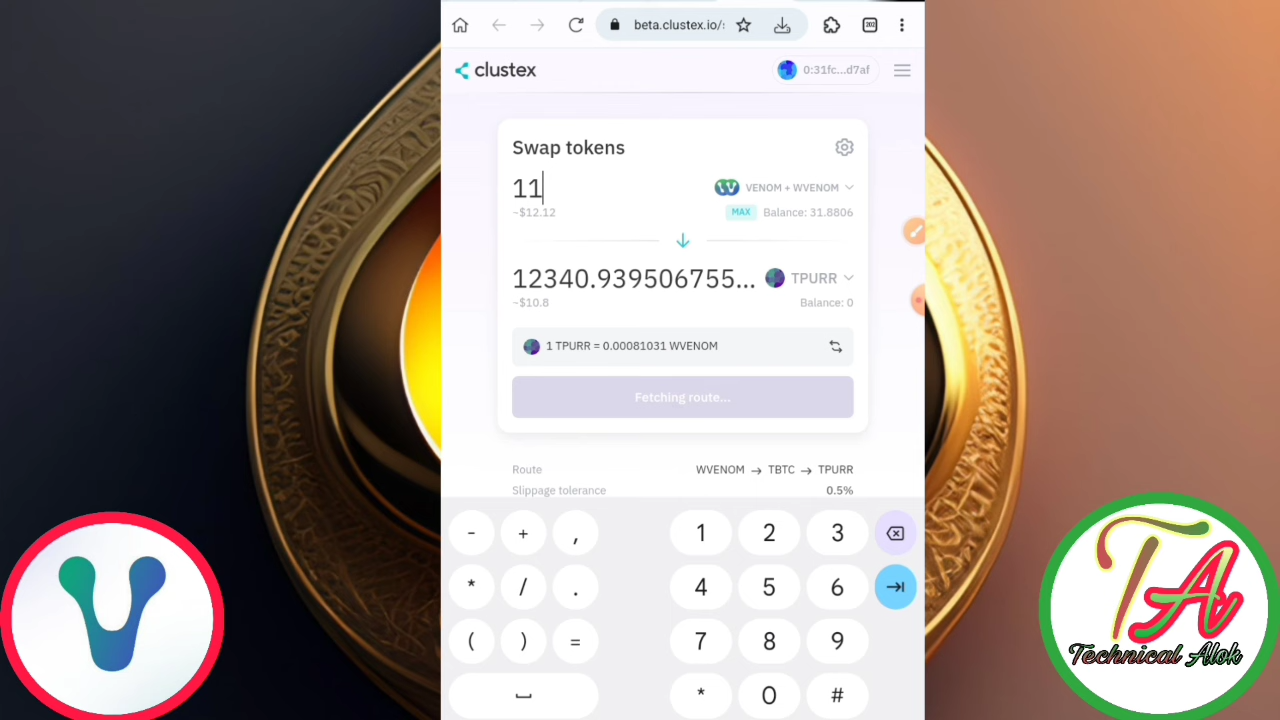 beta.clustex.io/
202
clustex
0:31fc...d7af
Swap tokens
11
VENOM + WVENOM
~$12.12
MAX Balance: 31.8806
12340.939506755... TPURR
~$10.8
Balance: 0
1 TPURR = 0.00081031 WVENOM
Fetching route...
Route WVENOM → TBTC → TPURR
Slippage tolerance 0.5%
- + , 1 2 3
* / . 4 5 6
( ) = 7 8 9
* 0 #
TA
Technical Alok